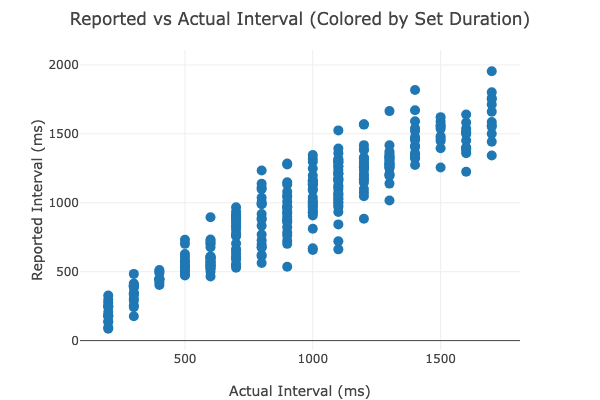 Reported vs Actual Interval (Colored by Set Duration)
2000
1500
1000
500
0
Reported Interval (ms)
500
1000
1500
Actual Interval (ms)